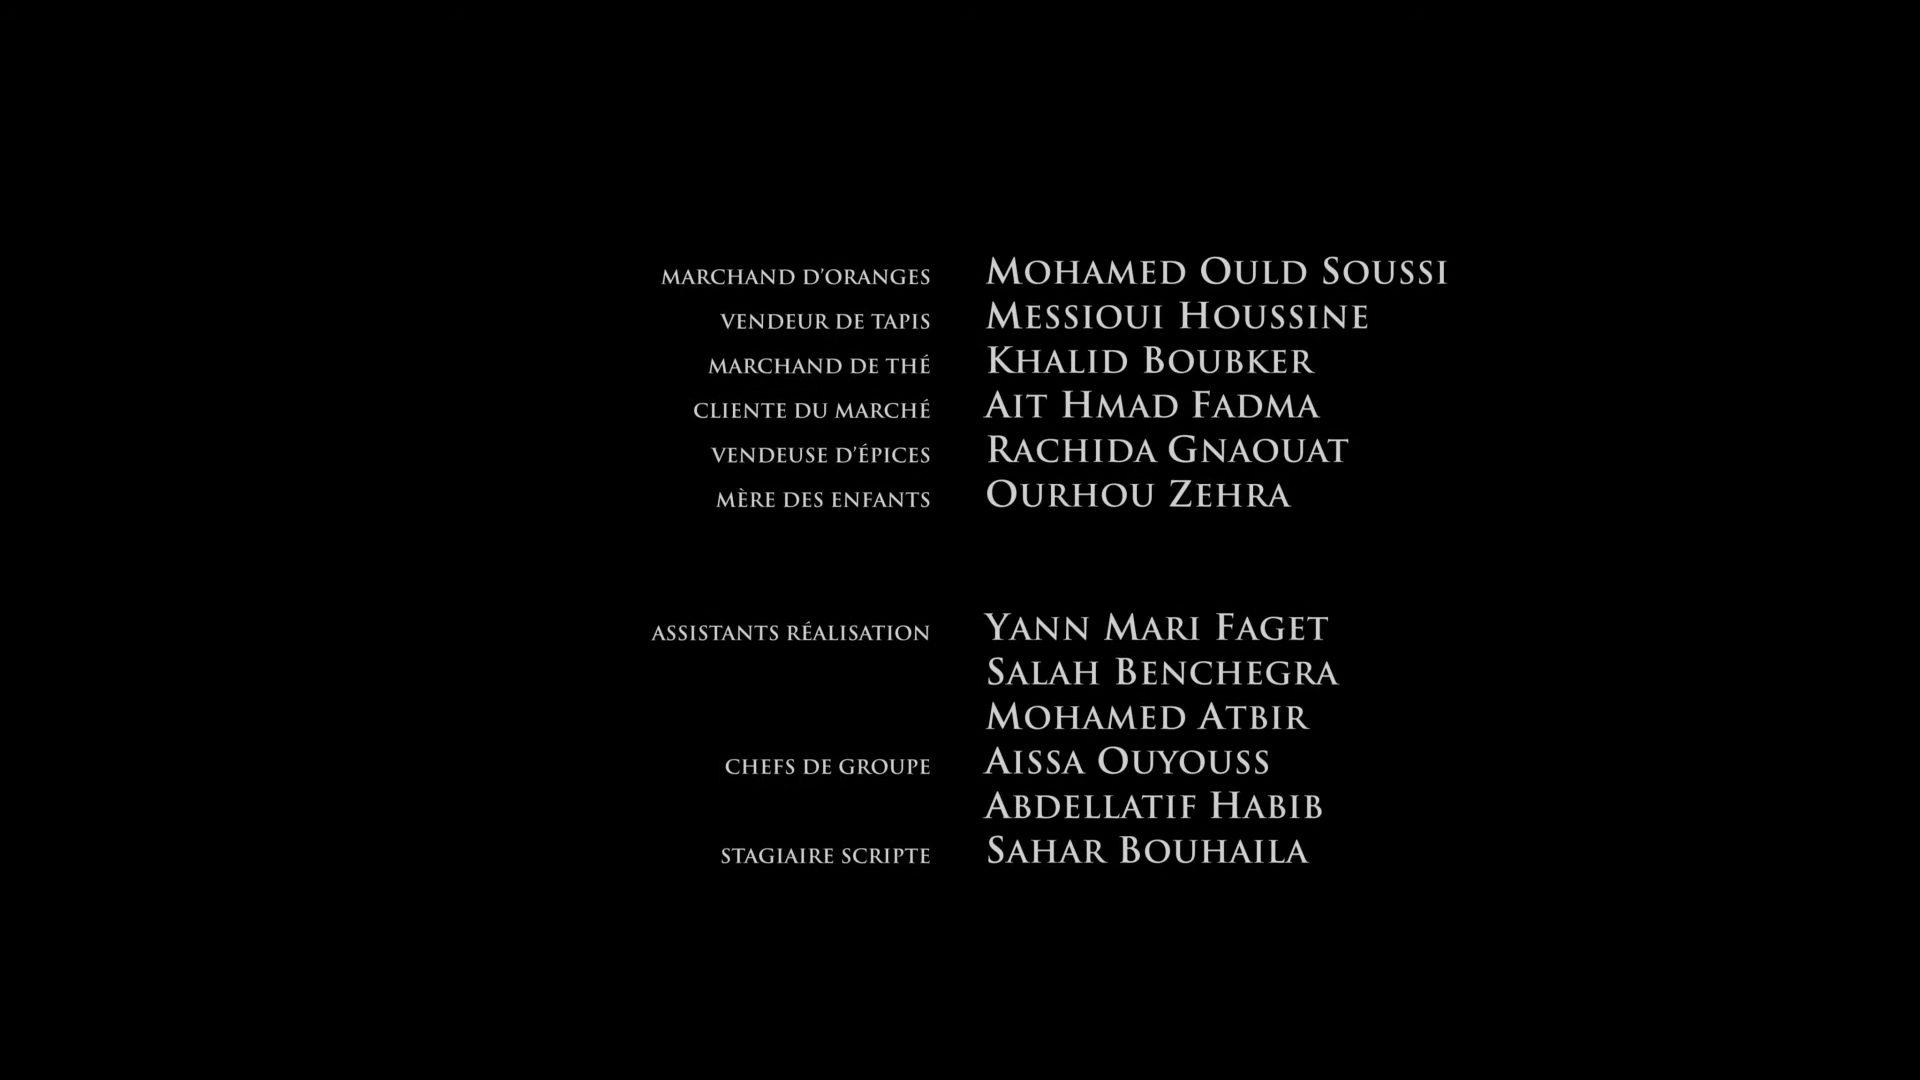 MARCHAND D'ORANGES MOHAMED OULD SOUSSI
VENDEUR DE TAPIS MESSIOUI HOUSSINE
MARCHAND DE THÉ KHALID BOUBKER
CLIENTE DU MARCHÉ AIT HMAD FADMA
VENDEUSE D'ÉPICES RACHIDA GNAOUAT
MÈRE DES ENFANTS OURHOU ZEHRA
ASSISTANTS RÉALISATION YANN MARI FAGET
SALAH BENCHEGRA
MOHAMED ATBIR
CHEFS DE GROUPE AISSA OUYOUSS
ABDELLATIF HABIB
STAGIAIRE SCRIPTE SAHAR BOUHAILA